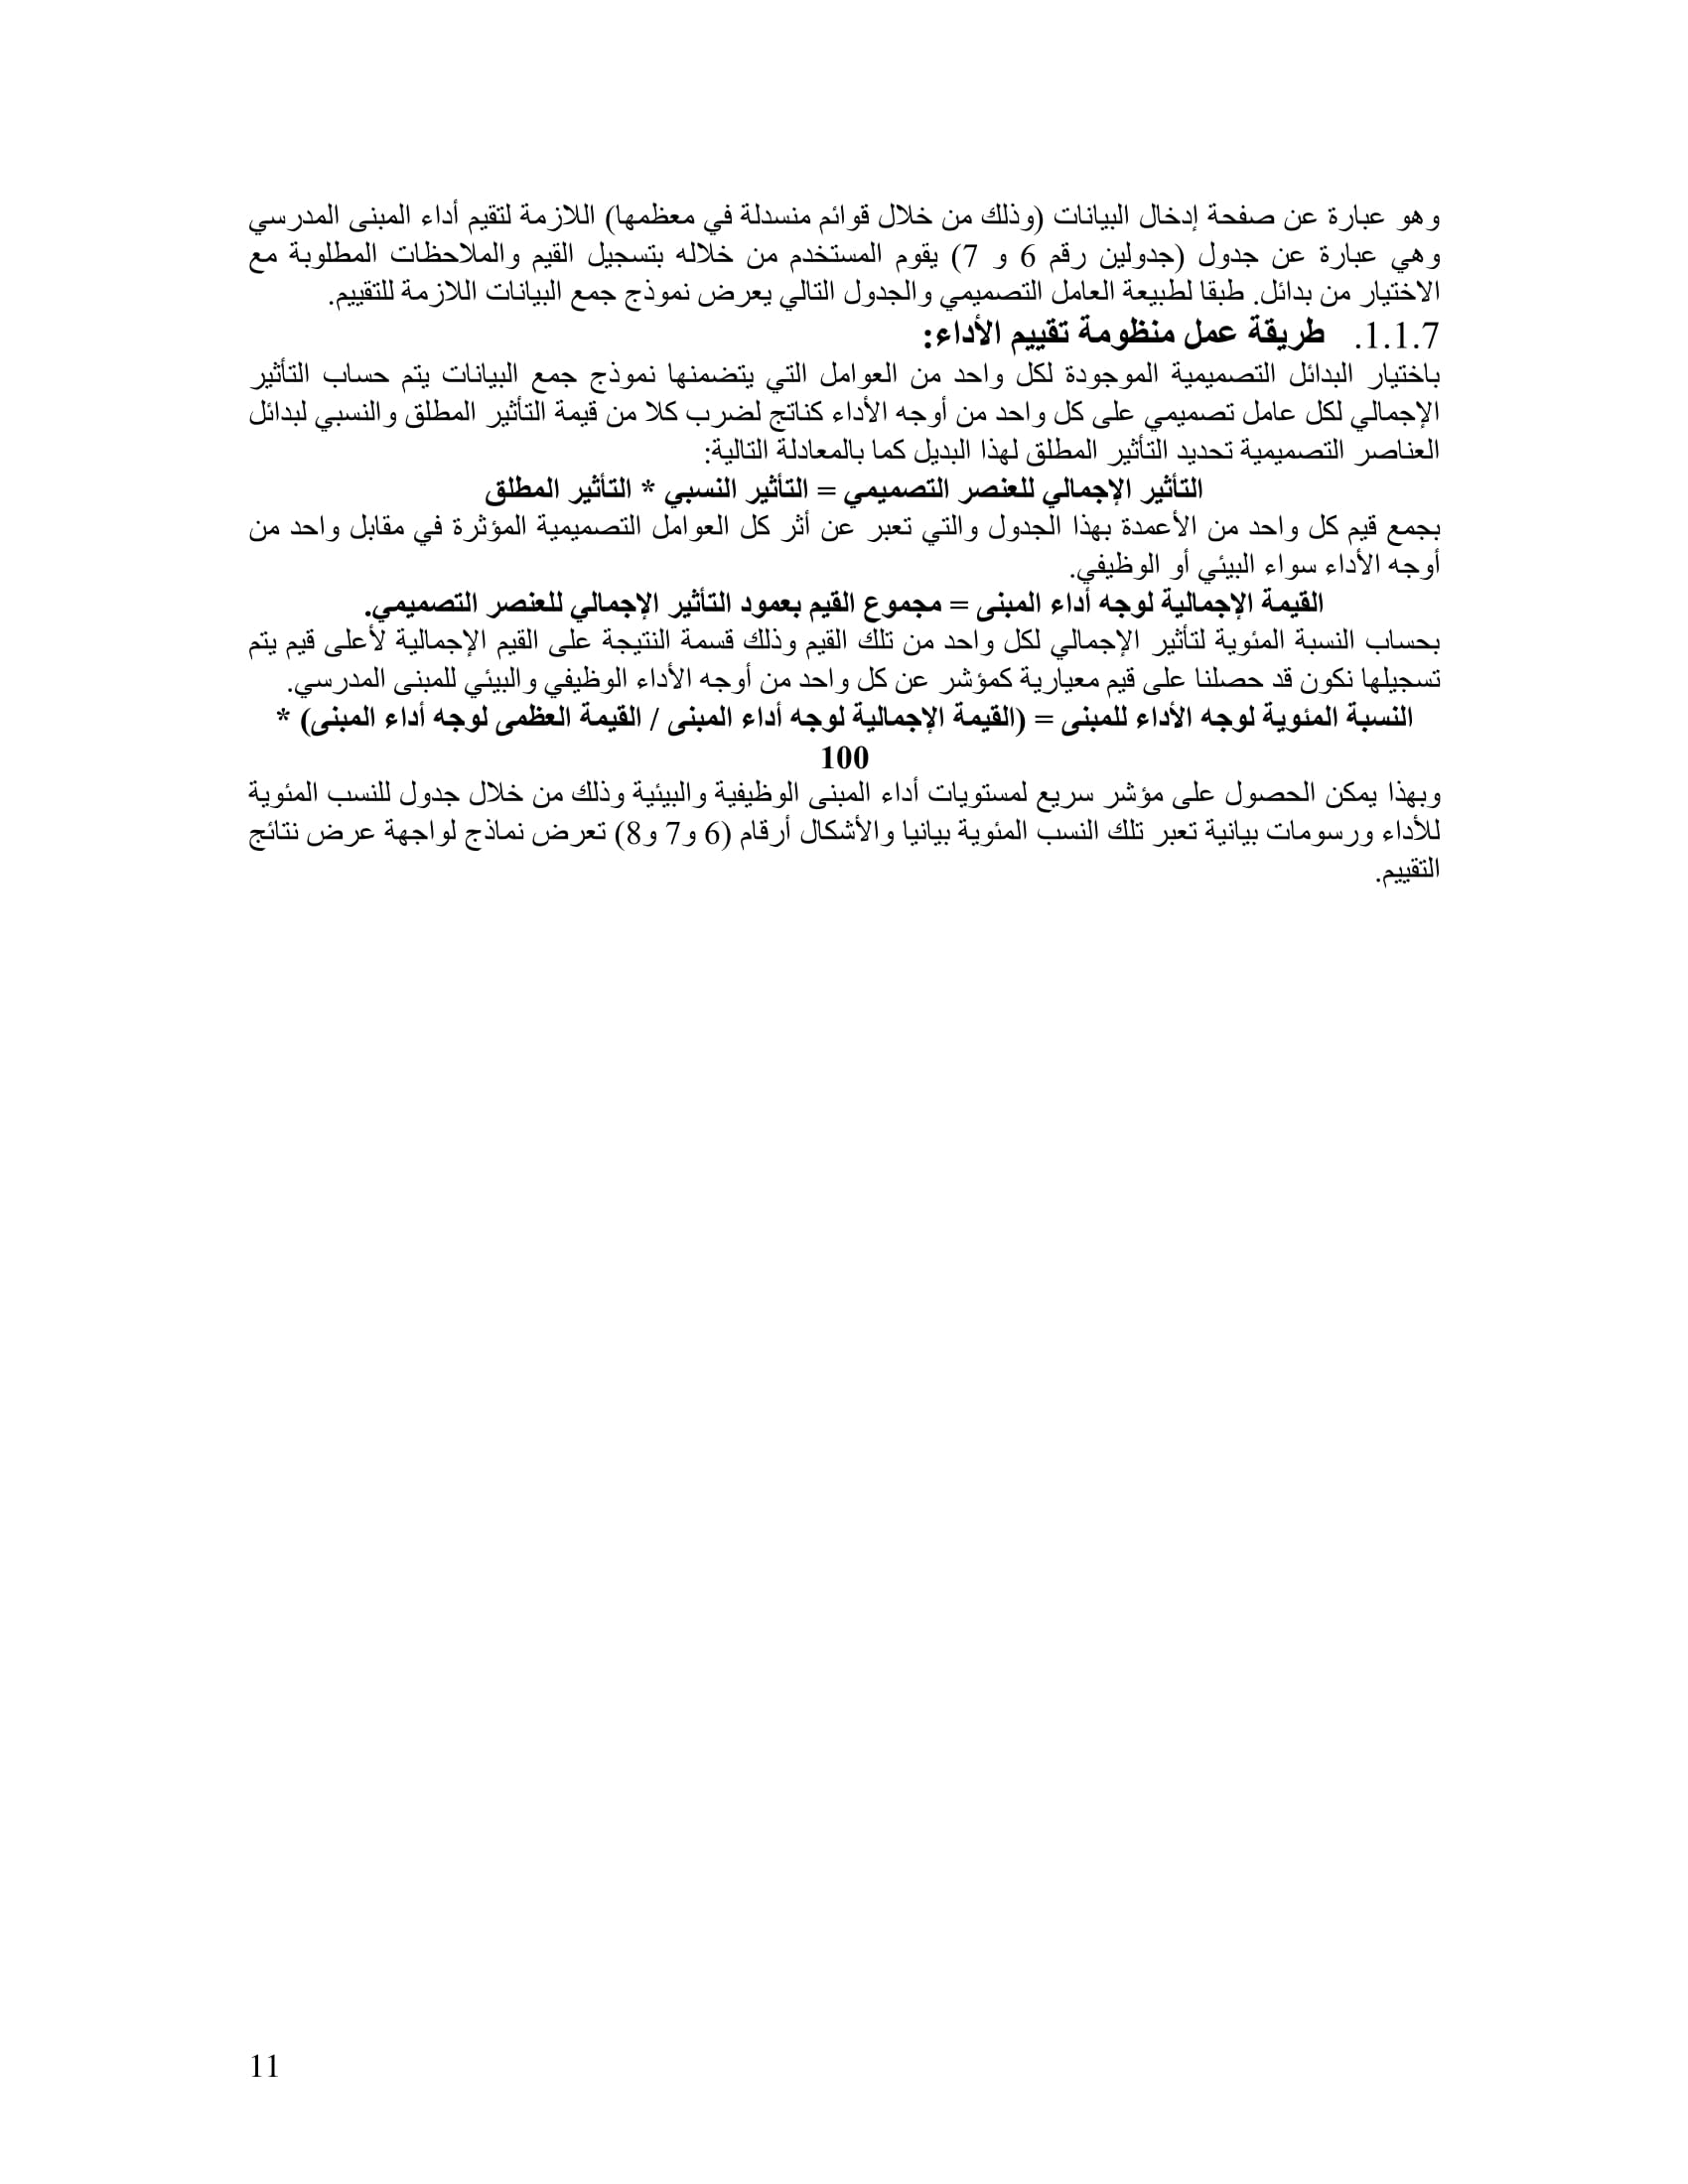 وهو عبارة عن صفحة إدخال البيانات (وذلك من خلال قوائم منسدلة في معظمها) اللازمة لتقيم أداء المبنى المدرسي
وهي عبارة عن جدول (جدولين رقم 6 و 7) يقوم المستخدم من خلاله بتسجيل القيم والملاحظات المطلوبة مع
الاختيار من بدائل. طبقا لطبيعة العامل التصميمي والجدول التالي يعرض نموذج جمع البيانات اللازمة للتقييم.
1.1.7. طريقة عمل منظومة تقييم الأداء:
باختيار البدائل التصميمية الموجودة لكل واحد من العوامل التي يتضمنها نموذج جمع البيانات يتم حساب التأثير
الإجمالي لكل عامل تصميمي على كل واحد من أوجه الأداء كناتج لضرب كلا من قيمة التأثير المطلق والنسبي لبدائل
العناصر التصميمية تحديد التأثير المطلق لهذا البديل كما بالمعادلة التالية:
التأثير الإجمالي للعنصر التصميمي = التأثير النسبي * التأثير المطلق
بجمع قيم كل واحد من الأعمدة بهذا الجدول والتي تعبر عن أثر كل العوامل التصميمية المؤثرة في مقابل واحد من
أوجه الأداء سواء البيئي أو الوظيفي.
القيمة الإجمالية لوجه أداء المبنى = مجموع القيم بعمود التأثير الإجمالي للعنصر التصميمي.
بحساب النسبة المئوية لتأثير الإجمالي لكل واحد من تلك القيم وذلك قسمة النتيجة على القيم الإجمالية لأعلى قيم يتم
تسجيلها نكون قد حصلنا على قيم معيارية كمؤشر عن كل واحد من أوجه الأداء الوظيفي والبيئي للمبنى المدرسي.
النسبة المئوية لوجه الأداء للمبنى = (القيمة الإجمالية لوجه أداء المبنى / القيمة العظمى لوجه أداء المبنى) *
100
وبهذا يمكن الحصول على مؤشر سريع لمستويات أداء المبنى الوظيفية والبيئية وذلك من خلال جدول للنسب المئوية
للأداء ورسومات بيانية تعبر تلك النسب المئوية بيانيا والأشكال أرقام (6 و7 و8) تعرض نماذج لواجهة عرض نتائج
التقييم.
11